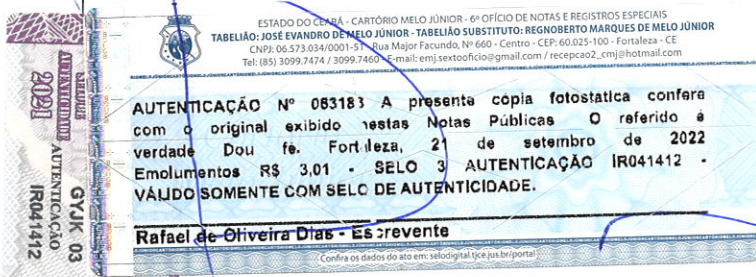 ESTADO DO CEARÁ - CARTÓRIO MELO JÚNIOR - 6º OFÍCIO DE NOTAS E REGISTROS ESPECIAIS
TABELIÃO: JOSÉ EVANDRO DE MELO JÚNIOR - TABELIÃO SUBSTITUTO: REGNOBERTO MARQUES DE MELO JÚNIOR
CNPJ: 06.573.034/0001-51 - Rua Major Facundo, Nº 660 - Centro - CEP: 60.025-100 - Fortaleza - CE
Tel: (85) 3099.7474 / 3099.7460 - E-mail: emj.sextooficio@gmail.com / recepcao2_cmj@hotmail.com
AUTENTICAÇÃO Nº 063183 A presente cópia fotostatica confere
com o original exibido nestas Notas Públicas O referido é
verdade Dou fé. Fortaleza, 21 de setembro de 2022
Emolumentos R$ 3,01 - SELO 3 AUTENTICAÇÃO IR041412 -
VÁLIDO SOMENTE COM SELO DE AUTENTICIDADE.
Rafael de Oliveira Dias - Escrevente
Confira os dados do ato em: selodigital.tjce.jus.br/portal
2021
AUTENTICAÇÃO
GYJK 03
IR041412